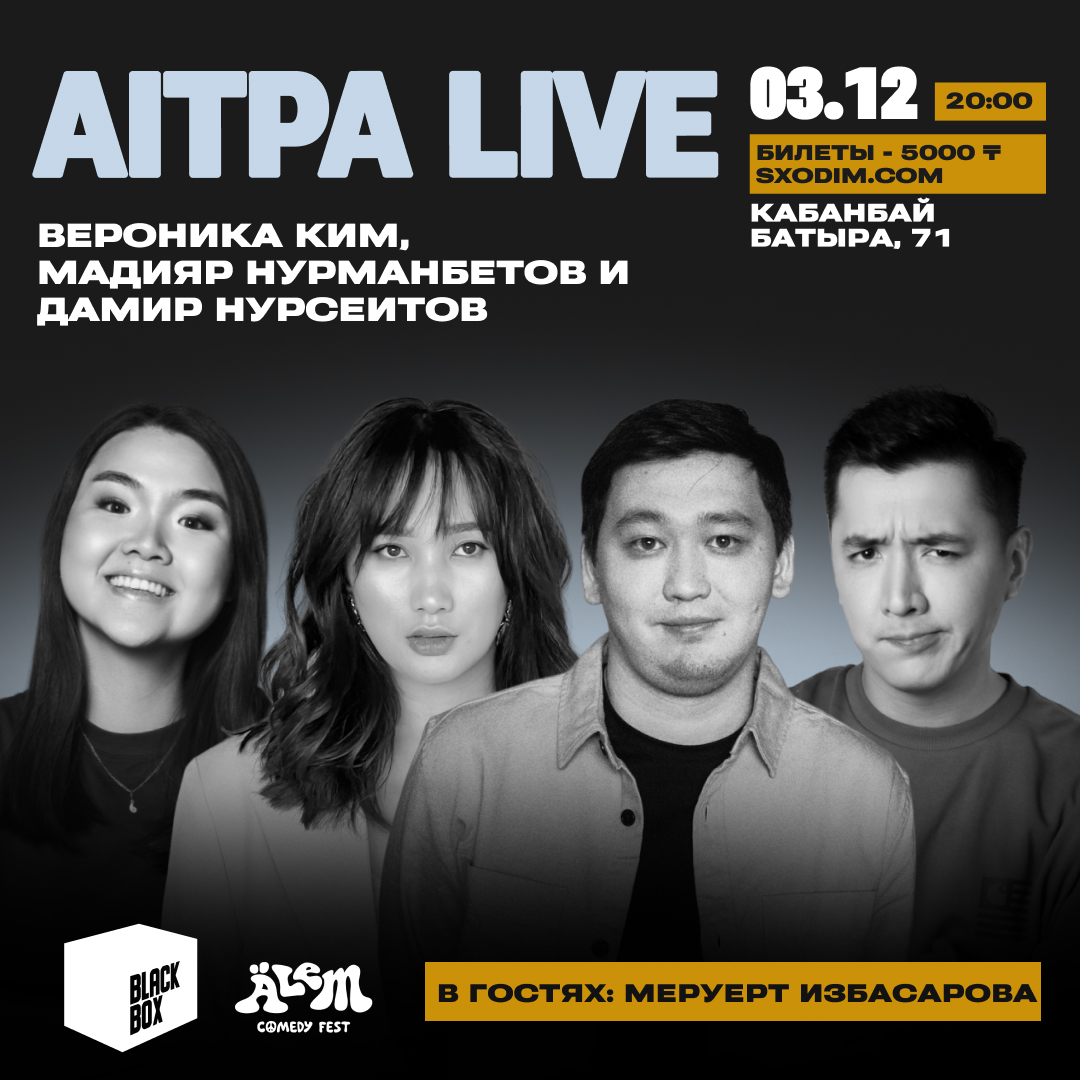 AITPA LIVE
03.12
20:00
БИЛЕТЫ - 5000 ₸
SXODIM.COM
КАБАНБАЙ
БАТЫРА, 71
ВЕРОНИКА КИМ,
МАДИЯР НУРМАНБЕТОВ И
ДАМИР НУРСЕИТОВ
BLACK
BOX
ÄLEM
COMEDY FEST
В ГОСТЯХ: МЕРУЕРТ ИЗБАСАРОВА